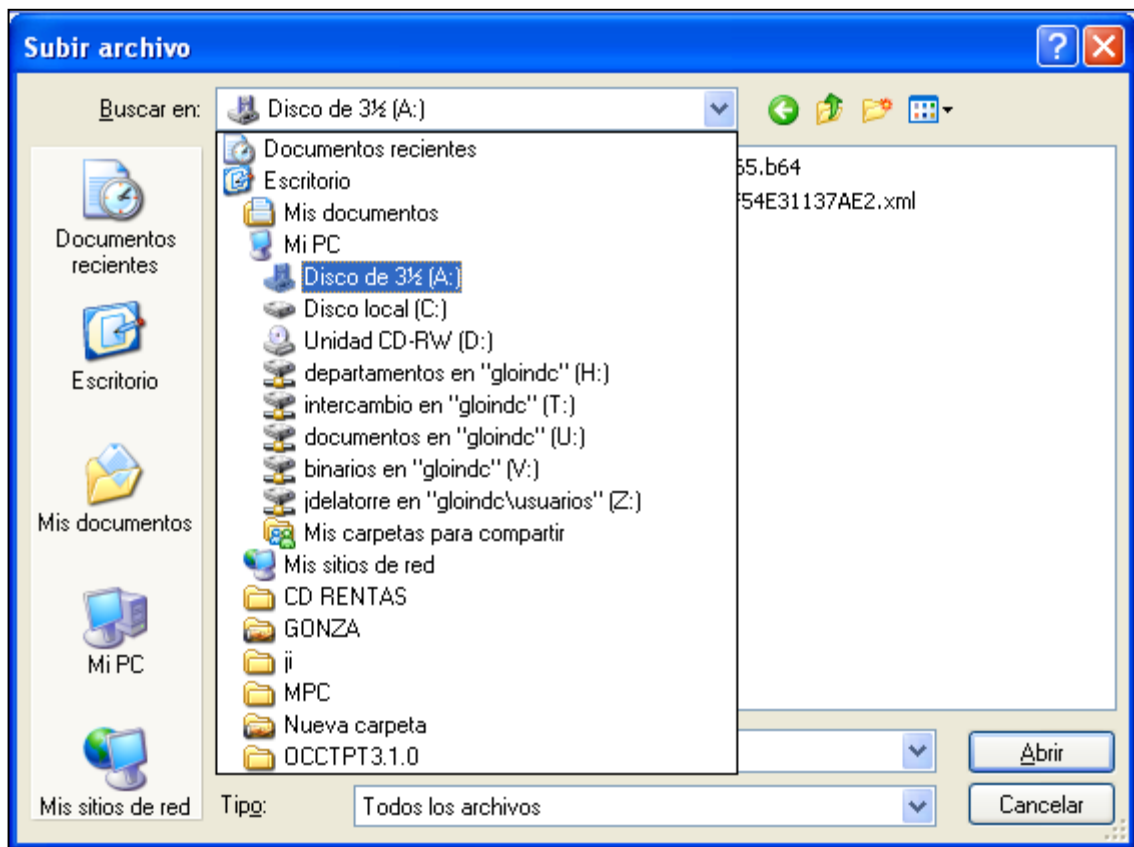 Subir archivo
Buscar en:
Disco de 3½ (A:)
Documentos recientes
Escritorio
Mis documentos
Mi PC
Disco de 3½ (A:)
Disco local (C:)
Unidad CD-RW (D:)
departamentos en "gloindc" (H:)
intercambio en "gloindc" (T:)
documentos en "gloindc" (U:)
binarios en "gloindc" (V:)
jdelatorre en "gloindc\usuarios" (Z:)
Mis carpetas para compartir
Mis sitios de red
CD RENTAS
GONZA
ji
MPC
Nueva carpeta
OCCTPT3.1.0
65.b64
F54E31137AE2.xml
Documentos
recientes
Escritorio
Mis documentos
Mi PC
Mis sitios de red
Abrir
Tipo:
Todos los archivos
Cancelar